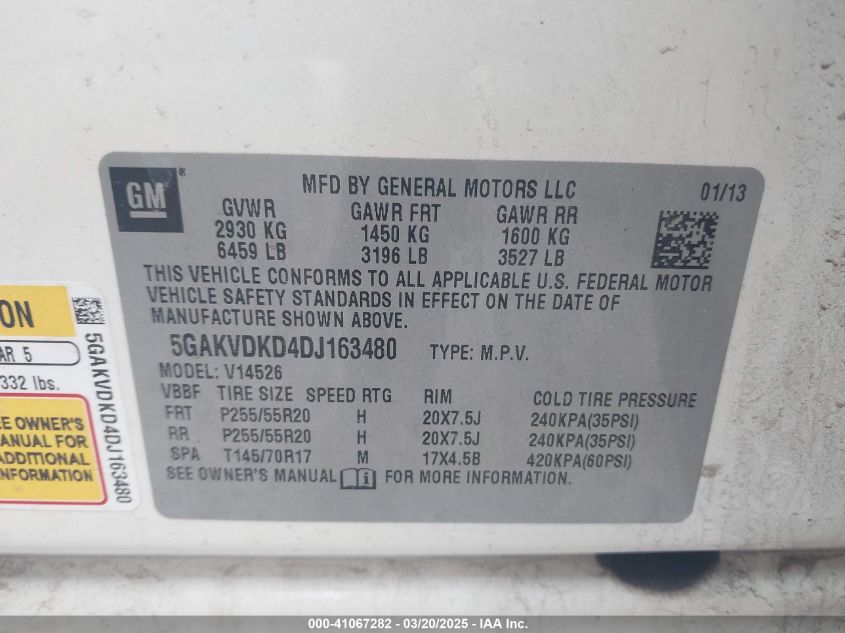 GM ®
MFD BY GENERAL MOTORS LLC 01/13
GVWR GAWR FRT GAWR RR
2930 KG 1450 KG 1600 KG
6459 LB 3196 LB 3527 LB
THIS VEHICLE CONFORMS TO ALL APPLICABLE U.S. FEDERAL MOTOR
VEHICLE SAFETY STANDARDS IN EFFECT ON THE DATE OF
MANUFACTURE SHOWN ABOVE.
5GAKVDKD4DJ163480 TYPE: M.P.V.
MODEL: V14526
VBBF TIRE SIZE SPEED RTG RIM COLD TIRE PRESSURE
FRT P255/55R20 H 20X7.5J 240KPA(35PSI)
RR P255/55R20 H 20X7.5J 240KPA(35PSI)
SPA T145/70R17 M 17X4.5B 420KPA(60PSI)
SEE OWNER'S MANUAL FOR MORE INFORMATION.
ON
AR 5
332 lbs.
EE OWNER'S
ANUAL FOR
ADDITIONAL
INFORMATION
5GAKVDKD4DJ163480
000-41067282 - 03/20/2025 - IAA Inc.